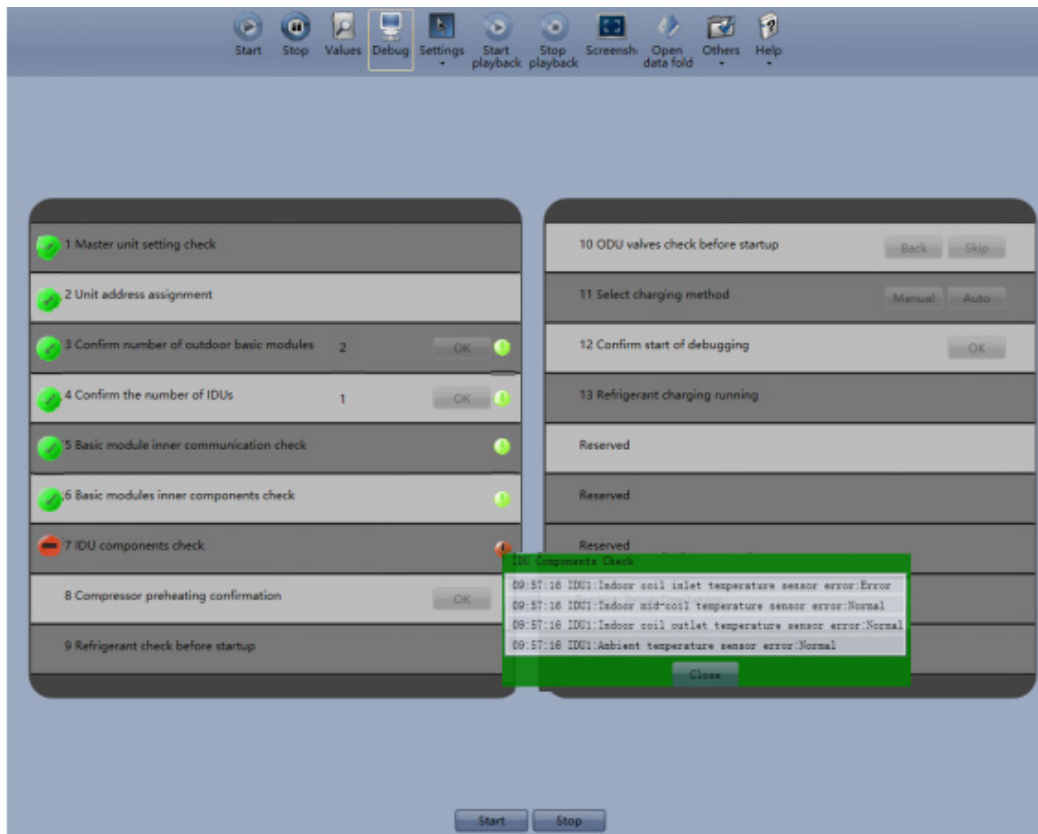 Start
Stop
Values
Debug
Settings
Start
playback
Stop
playback
Screensh
Open
data fold
Others
Help
1 Master unit setting check
2 Unit address assignment
3 Confirm number of outdoor basic modules 2 OK
4 Confirm the number of IDUs 1 OK
5 Basic module inner communication check
6 Basic modules inner components check
7 IDU components check
8 Compressor preheating confirmation OK
9 Refrigerant check before startup
10 ODU valves check before startup Back Skip
11 Select charging method Manual Auto
12 Confirm start of debugging OK
13 Refrigerant charging running
Reserved
Reserved
Reserved
IDU Components Check
09:57:16 IDU1:Indoor coil inlet temperature sensor error:Error
09:57:16 IDU1:Indoor mid-coil temperature sensor error:Normal
09:57:16 IDU1:Indoor coil outlet temperature sensor error:Normal
09:57:16 IDU1:Ambient temperature sensor error:Normal
Close
Start
Stop